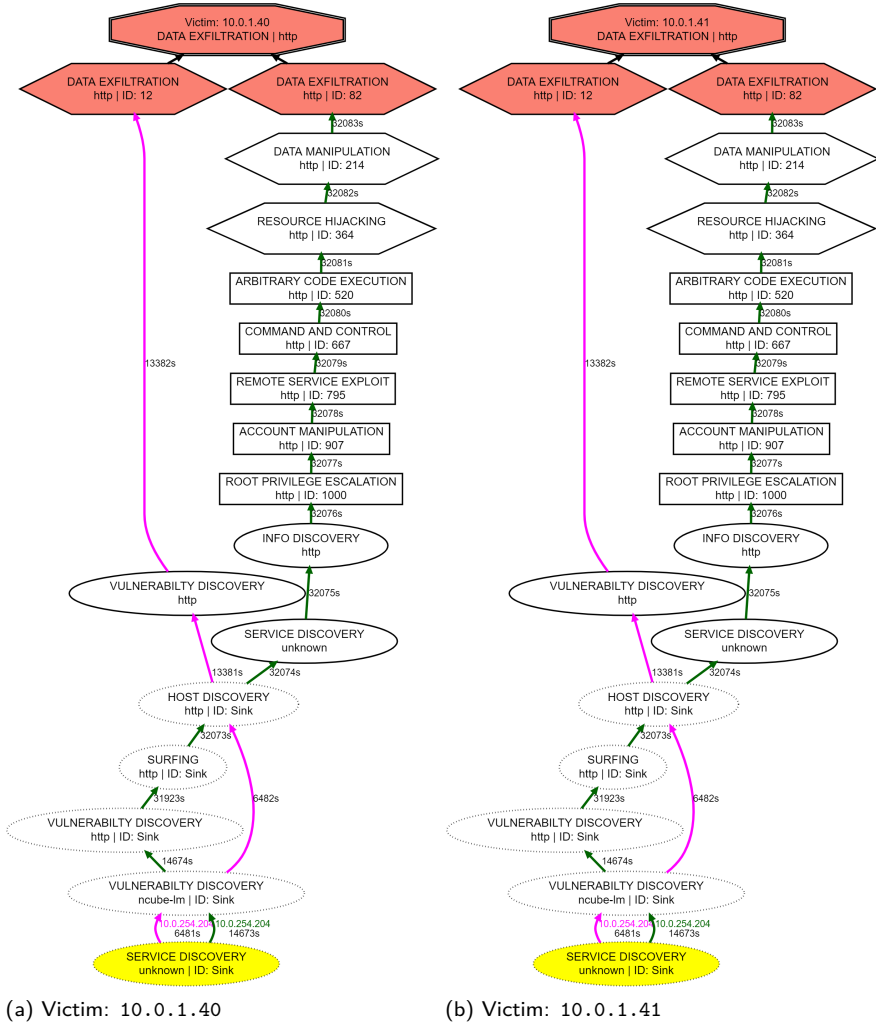 Victim: 10.0.1.40
DATA EXFILTRATION | http
DATA EXFILTRATION
http | ID: 12
DATA EXFILTRATION
http | ID: 82
32083s
DATA MANIPULATION
http | ID: 214
32082s
RESOURCE HIJACKING
http | ID: 364
32081s
ARBITRARY CODE EXECUTION
http | ID: 520
32080s
COMMAND AND CONTROL
http | ID: 667
32079s
13382s
REMOTE SERVICE EXPLOIT
http | ID: 795
32078s
ACCOUNT MANIPULATION
http | ID: 907
32077s
ROOT PRIVILEGE ESCALATION
http | ID: 1000
32076s
INFO DISCOVERY
http
VULNERABILTY DISCOVERY
http
32075s
SERVICE DISCOVERY
unknown
13381s
32074s
HOST DISCOVERY
http | ID: Sink
32073s
SURFING
http | ID: Sink
31923s
6482s
VULNERABILTY DISCOVERY
http | ID: Sink
14674s
VULNERABILTY DISCOVERY
ncube-lm | ID: Sink
10.0.254.204
6481s
10.0.254.204
14673s
SERVICE DISCOVERY
unknown | ID: Sink
(a) Victim: 10.0.1.40
Victim: 10.0.1.41
DATA EXFILTRATION | http
DATA EXFILTRATION
http | ID: 12
DATA EXFILTRATION
http | ID: 82
32083s
DATA MANIPULATION
http | ID: 214
32082s
RESOURCE HIJACKING
http | ID: 364
32081s
ARBITRARY CODE EXECUTION
http | ID: 520
32080s
COMMAND AND CONTROL
http | ID: 667
32079s
13382s
REMOTE SERVICE EXPLOIT
http | ID: 795
32078s
ACCOUNT MANIPULATION
http | ID: 907
32077s
ROOT PRIVILEGE ESCALATION
http | ID: 1000
32076s
INFO DISCOVERY
http
VULNERABILTY DISCOVERY
http
32075s
SERVICE DISCOVERY
unknown
13381s
32074s
HOST DISCOVERY
http | ID: Sink
32073s
SURFING
http | ID: Sink
31923s
6482s
VULNERABILTY DISCOVERY
http | ID: Sink
14674s
VULNERABILTY DISCOVERY
ncube-lm | ID: Sink
10.0.254.204
6481s
10.0.254.204
14673s
SERVICE DISCOVERY
unknown | ID: Sink
(b) Victim: 10.0.1.41